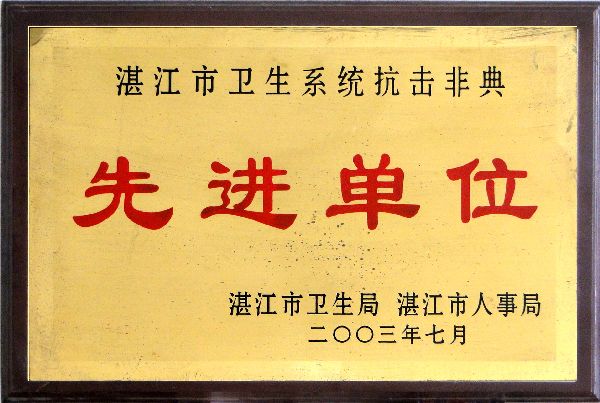 湛江市卫生系统抗击非典
先进单位
湛江市卫生局 湛江市人事局
二〇〇三年七月